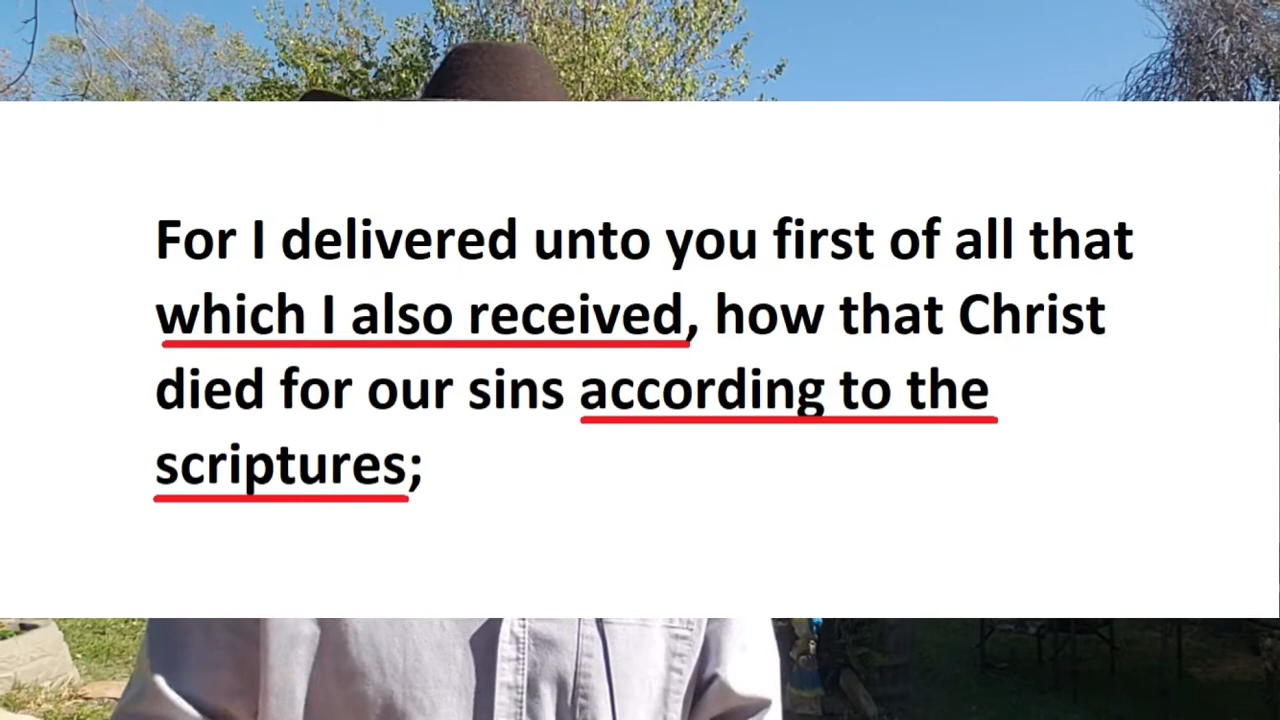 For I delivered unto you first of all that
which I also received, how that Christ
died for our sins according to the
scriptures;